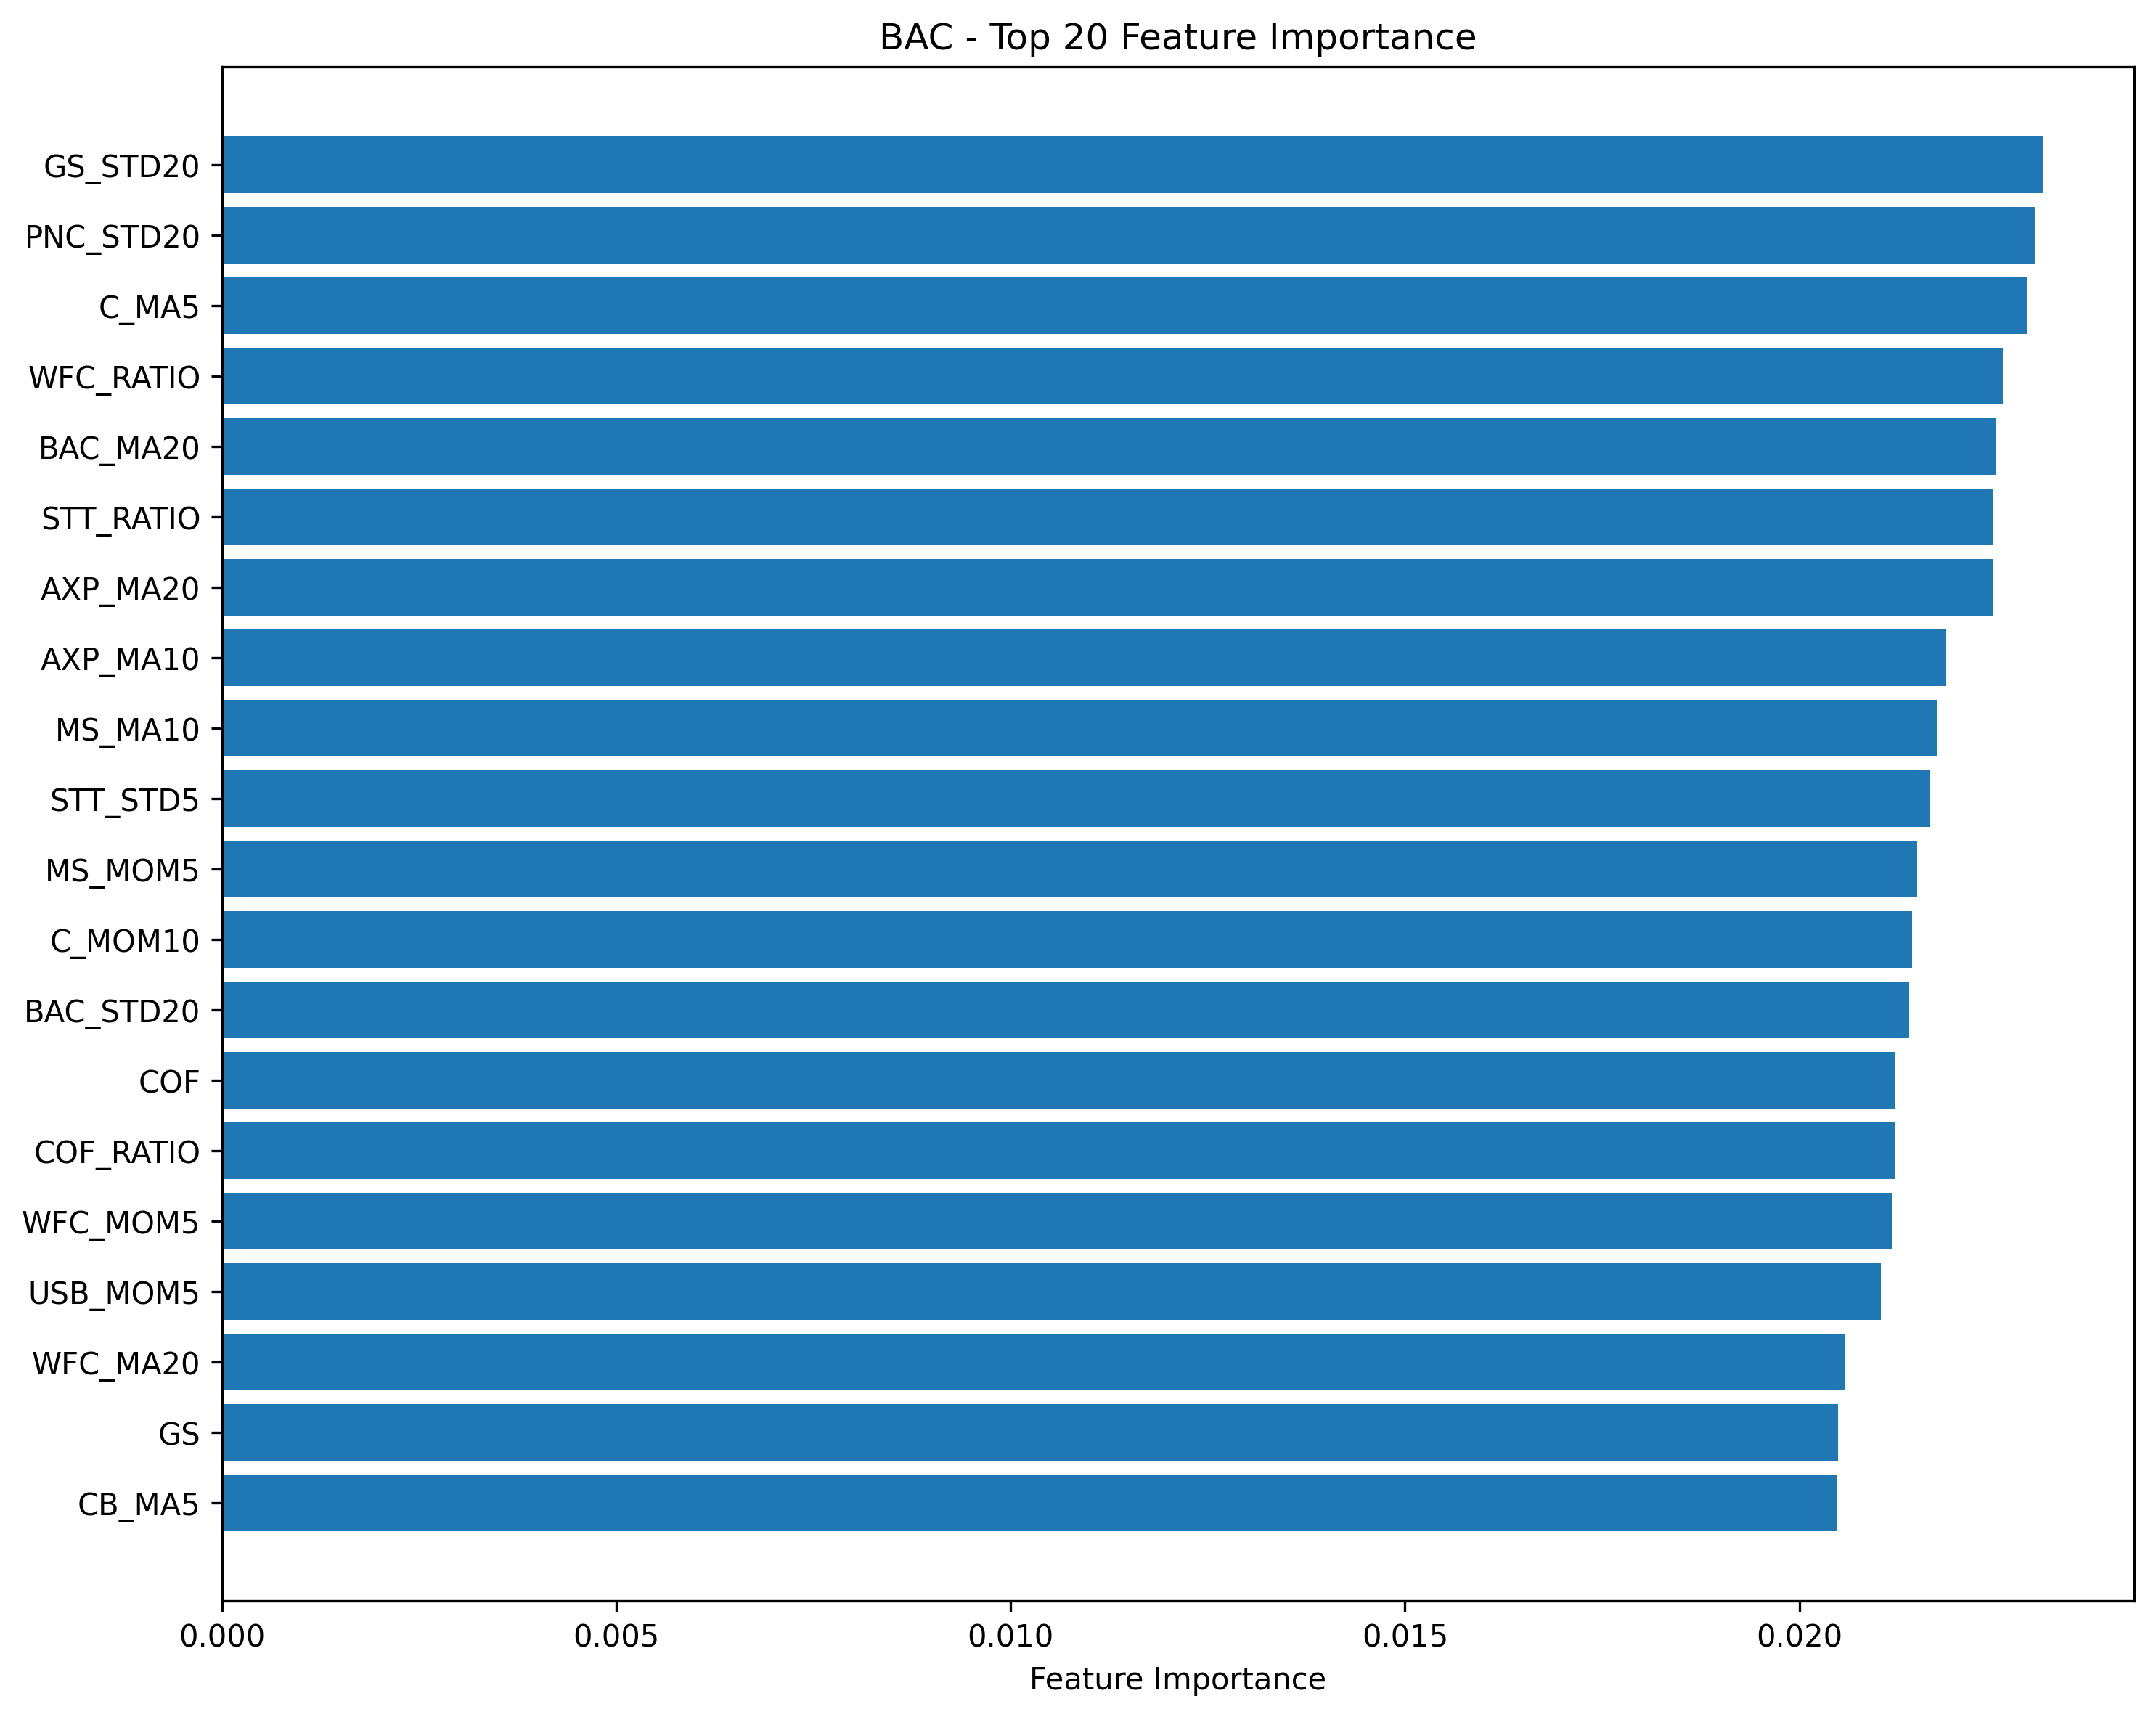 BAC - Top 20 Feature Importance
GS_STD20
PNC_STD20
C_MA5
WFC_RATIO
BAC_MA20
STT_RATIO
AXP_MA20
AXP_MA10
MS_MA10
STT_STD5
MS_MOM5
C_MOM10
BAC_STD20
COF
COF_RATIO
WFC_MOM5
USB_MOM5
WFC_MA20
GS
CB_MA5
0.000 0.005 0.010 0.015 0.020
Feature Importance